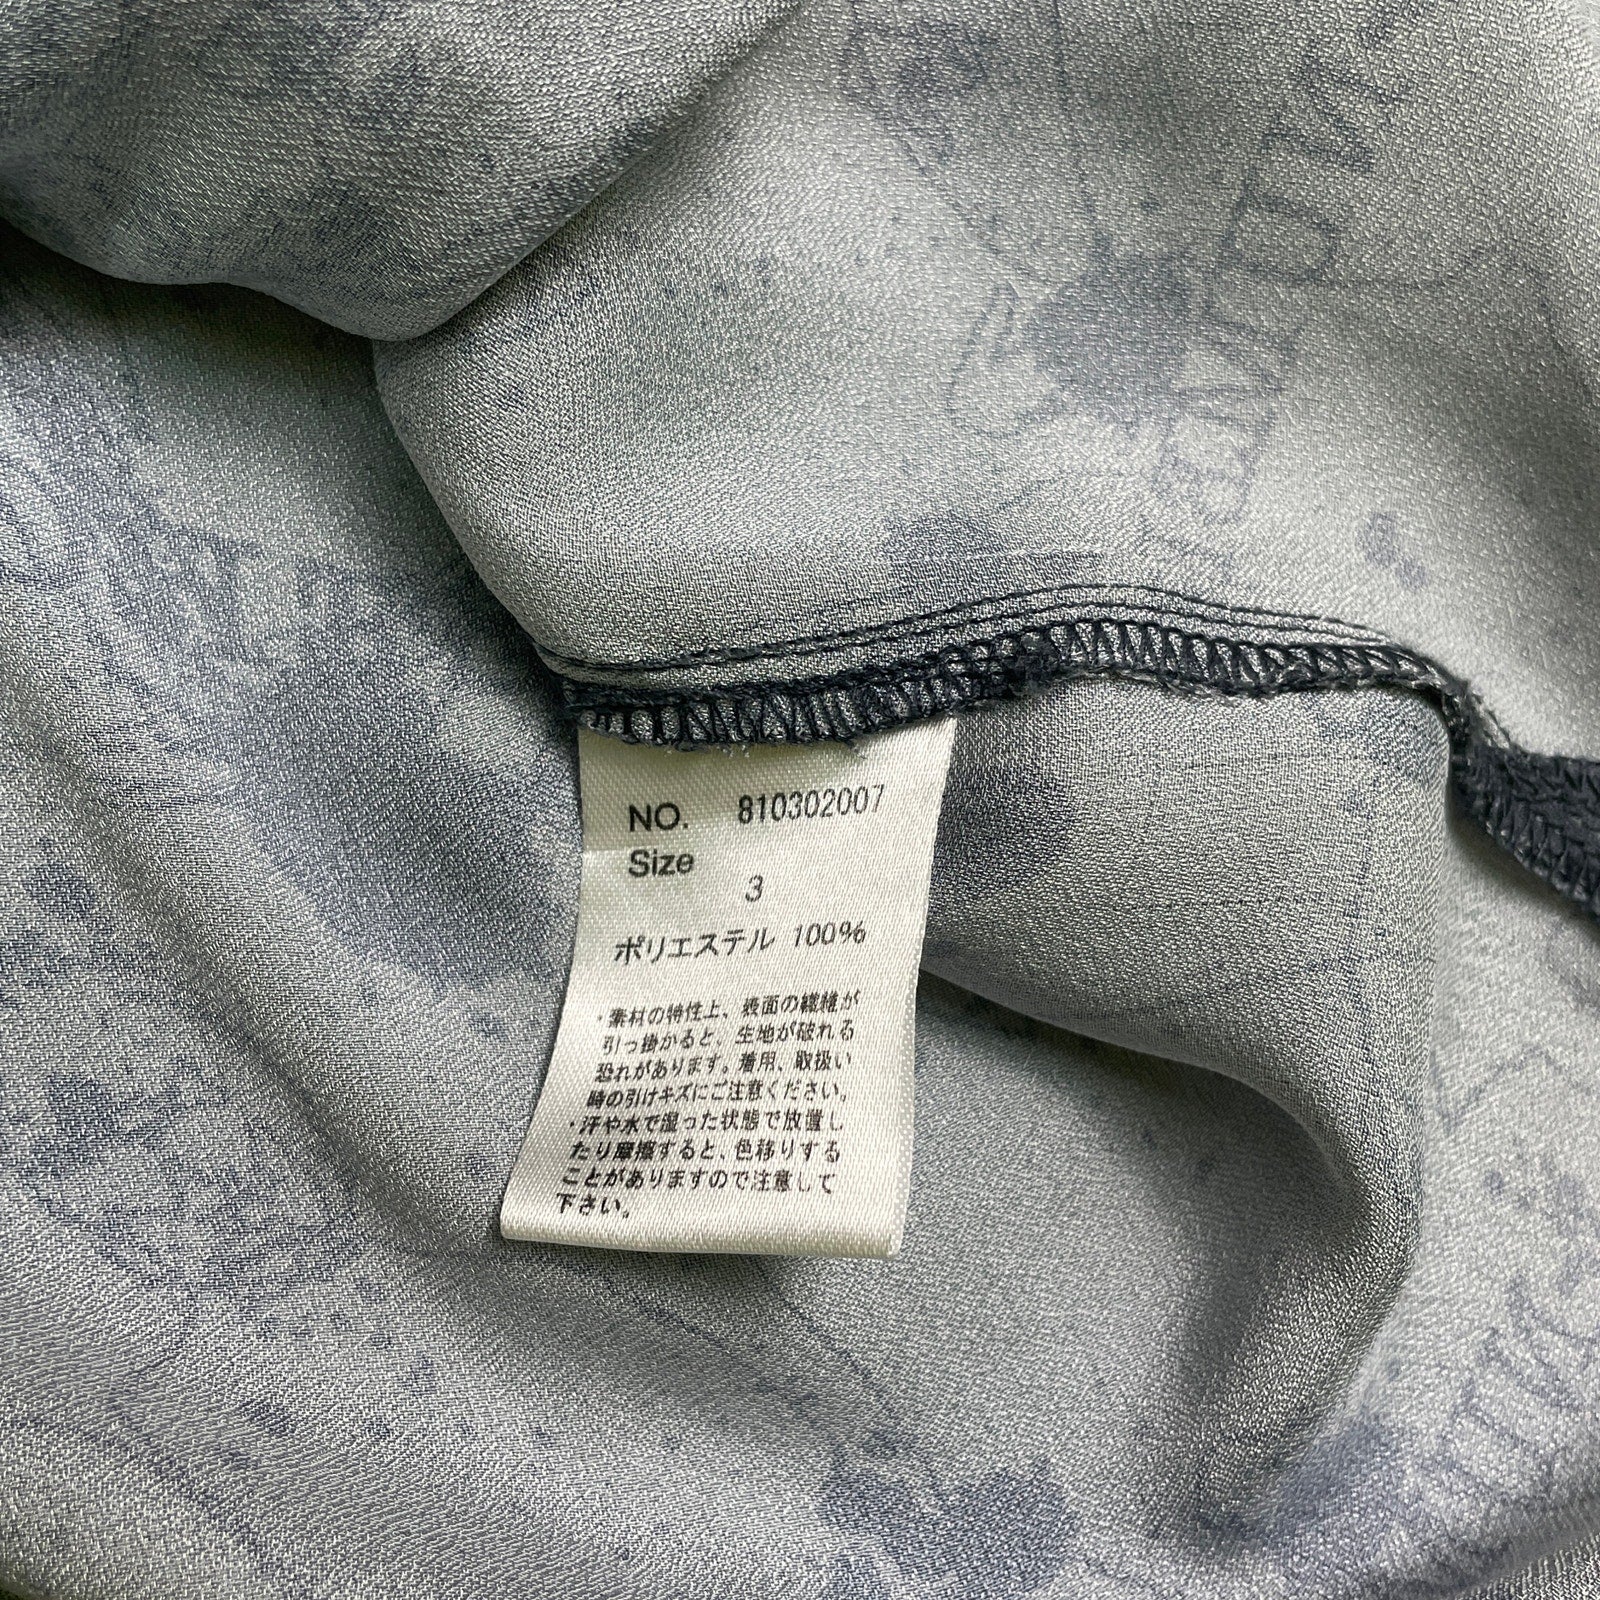 NO. 810302007
Size
3
ポリエステル 100%
・素材の特性上、表面の繊維が
引っ掛かると、生地が破れる
恐れがあります。着用、取扱い
時の引けキズにご注意ください。
・汗や水で湿った状態で放置し
たり摩擦すると、色移りする
ことがありますので注意して
下さい。